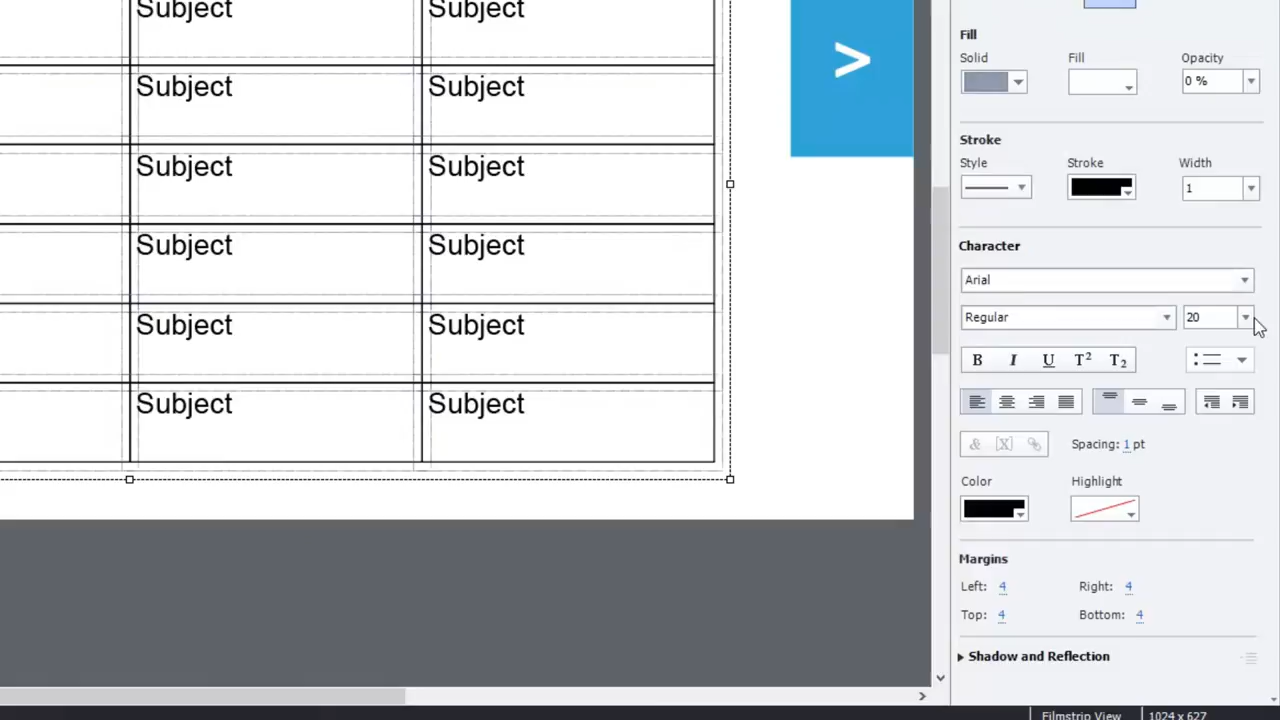 Subject Subject
>
Fill
Solid Fill Opacity
0 %
Subject Subject
Stroke
Style Stroke Width
Subject Subject
1
Subject Subject
Character
Arial
Subject Subject
Regular 20
B I U T2 T2
Subject Subject
& [X] Spacing: 1 pt
Color Highlight
Margins
Left: 4 Right: 4
Top: 4 Bottom: 4
Shadow and Reflection
Filmstrip View 1024 x 627